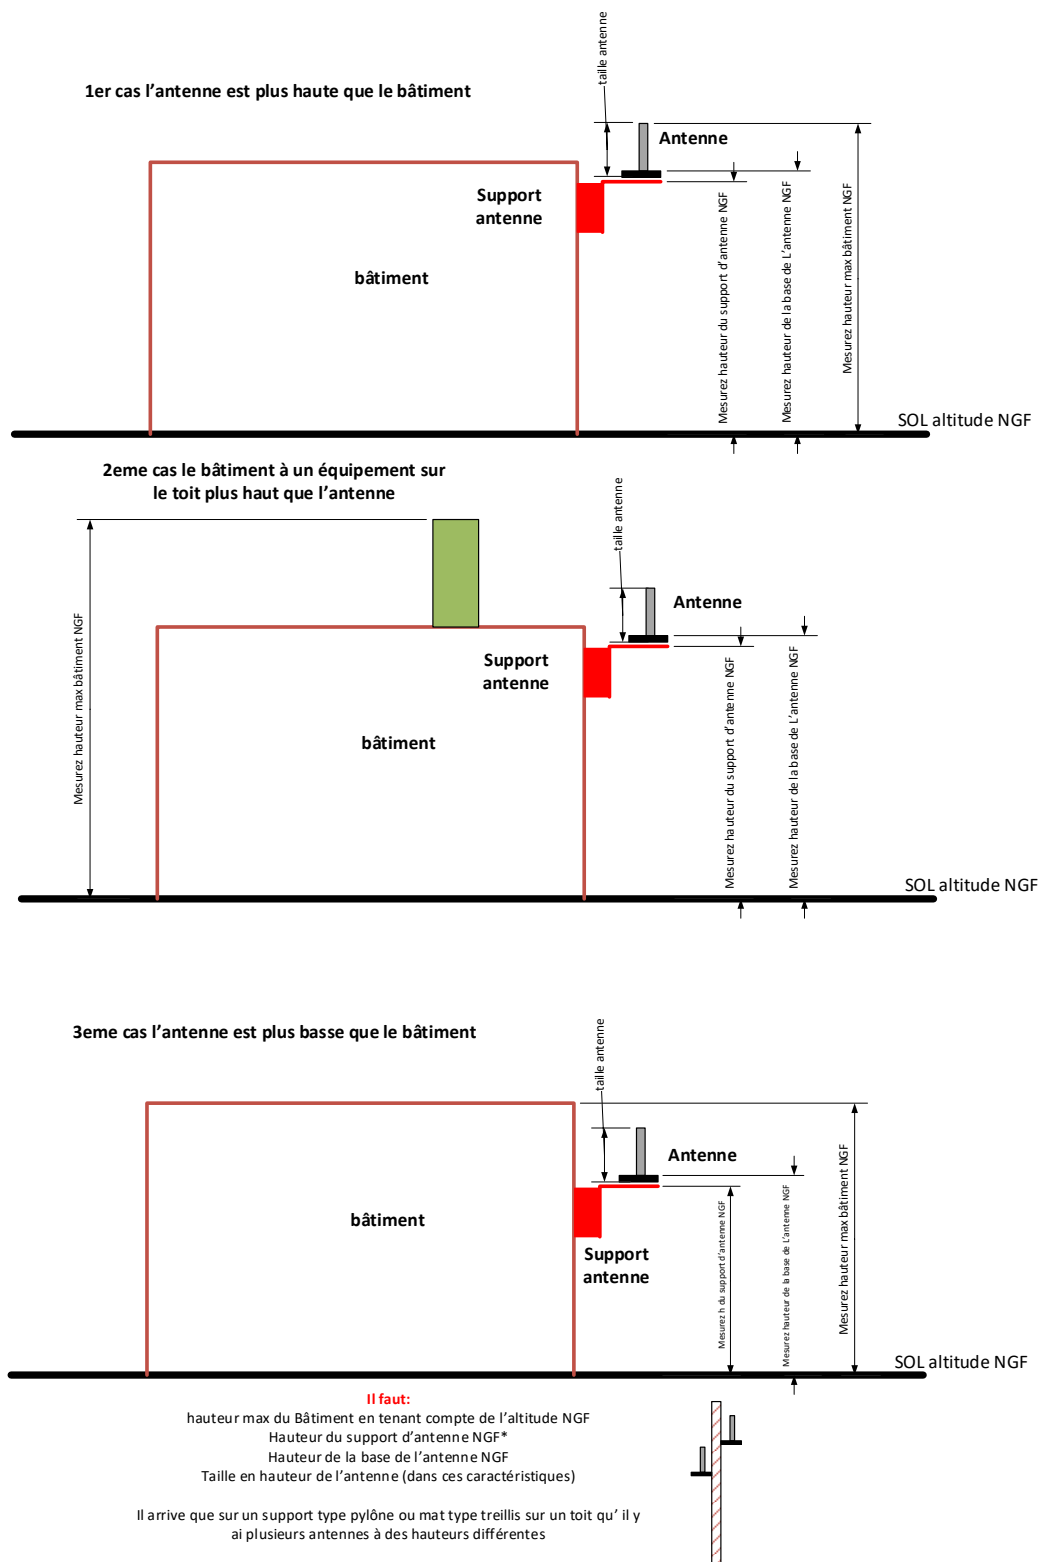 1er cas l’antenne est plus haute que le bâtiment
taille antenne
Antenne
Support
antenne
bâtiment
Mesurez hauteur du support d’antenne NGF
Mesurez hauteur de la base de L’antenne NGF
Mesurez hauteur max bâtiment NGF
SOL altitude NGF
2eme cas le bâtiment à un équipement sur
le toit plus haut que l’antenne
taille antenne
Mesurez hauteur max bâtiment NGF
Antenne
Support
antenne
bâtiment
Mesurez hauteur du support d’antenne NGF
Mesurez hauteur de la base de L’antenne NGF
SOL altitude NGF
3eme cas l’antenne est plus basse que le bâtiment
taille antenne
Antenne
bâtiment
Support
antenne
Mesurez h du support d’antenne NGF
Mesurez hauteur de la base de L’antenne NGF
Mesurez hauteur max bâtiment NGF
SOL altitude NGF
Il faut:
hauteur max du Bâtiment en tenant compte de l’altitude NGF
Hauteur du support d’antenne NGF*
Hauteur de la base de l’antenne NGF
Taille en hauteur de l’antenne (dans ces caractéristiques)
Il arrive que sur un support type pylône ou mat type treillis sur un toit qu’ il y
ai plusieurs antennes à des hauteurs différentes